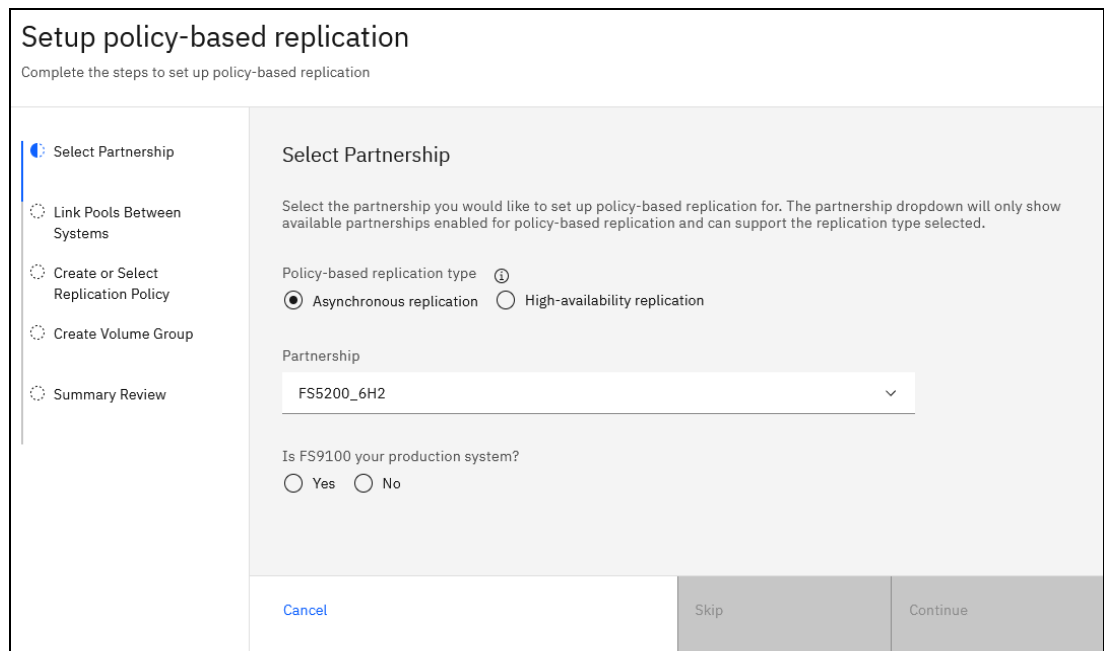 Setup policy-based replication
Complete the steps to set up policy-based replication
Select Partnership
Link Pools Between
Systems
Create or Select
Replication Policy
Create Volume Group
Summary Review
Select Partnership
Select the partnership you would like to set up policy-based replication for. The partnership dropdown will only show
available partnerships enabled for policy-based replication and can support the replication type selected.
Policy-based replication type
Asynchronous replication High-availability replication
Partnership
FS5200_6H2
Is FS9100 your production system?
Yes No
Cancel Skip Continue